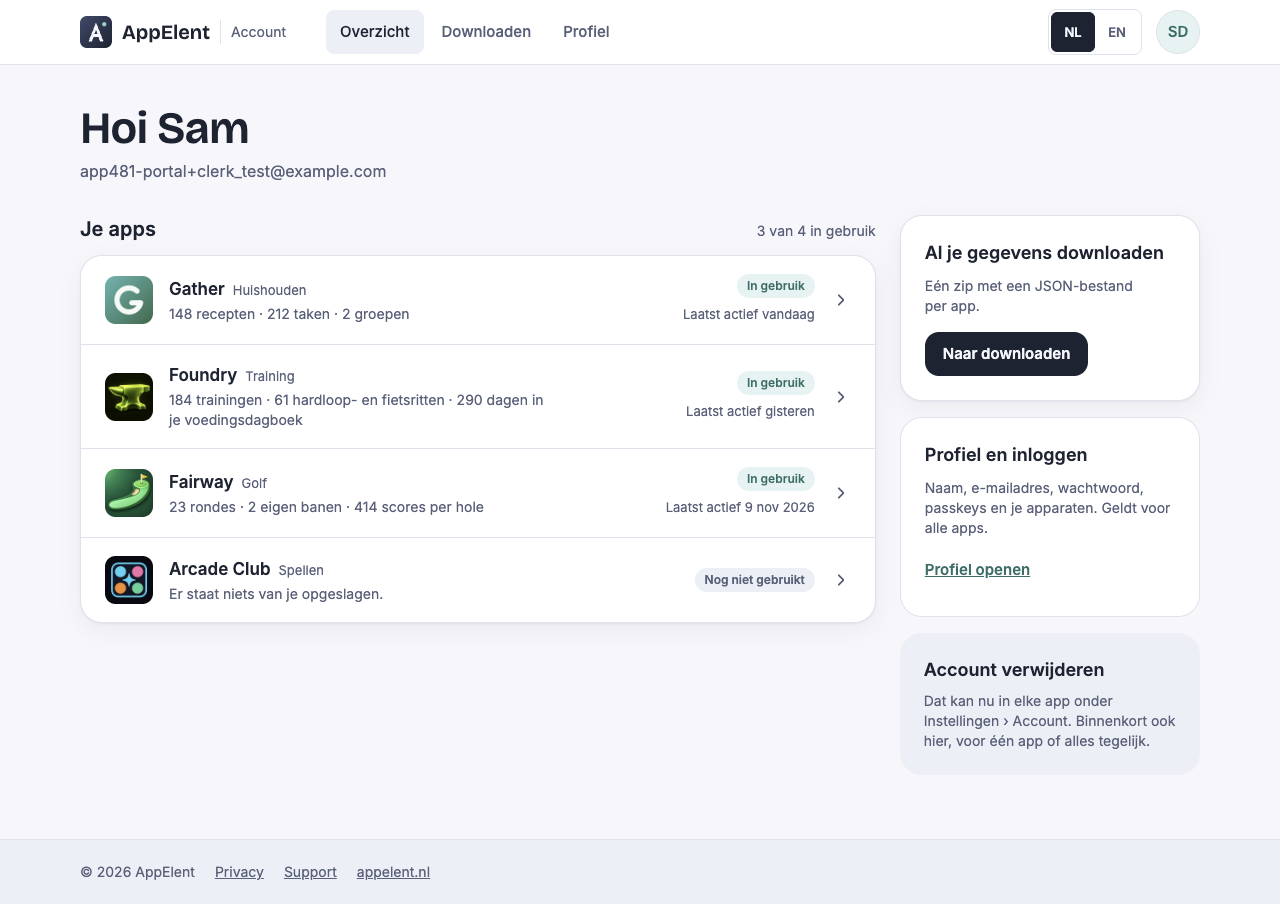 AppElent
Account
Overzicht
Downloaden
Profiel
NL
EN
SD
Hoi Sam
app481-portal+clerk_test@example.com
Je apps
3 van 4 in gebruik
Gather Huishouden
148 recepten · 212 taken · 2 groepen
In gebruik
Laatst actief vandaag
Foundry Training
184 trainingen · 61 hardloop- en fietsritten · 290 dagen in
je voedingsdagboek
In gebruik
Laatst actief gisteren
Fairway Golf
23 rondes · 2 eigen banen · 414 scores per hole
In gebruik
Laatst actief 9 nov 2026
Arcade Club Spellen
Er staat niets van je opgeslagen.
Nog niet gebruikt
Al je gegevens downloaden
Eén zip met een JSON-bestand
per app.
Naar downloaden
Profiel en inloggen
Naam, e-mailadres, wachtwoord,
passkeys en je apparaten. Geldt voor
alle apps.
Profiel openen
Account verwijderen
Dat kan nu in elke app onder
Instellingen › Account. Binnenkort ook
hier, voor één app of alles tegelijk.
© 2026 AppElent
Privacy
Support
appelent.nl